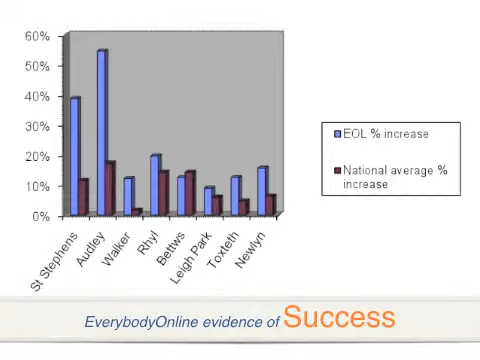 60%
50%
40%
30%
20%
10%
0%
St Stephens
Audley
Walker
Rhyl
Bettws
Leigh Park
Toxteth
Newlyn
EOL % increase
National average %
increase
EverybodyOnline evidence of Success